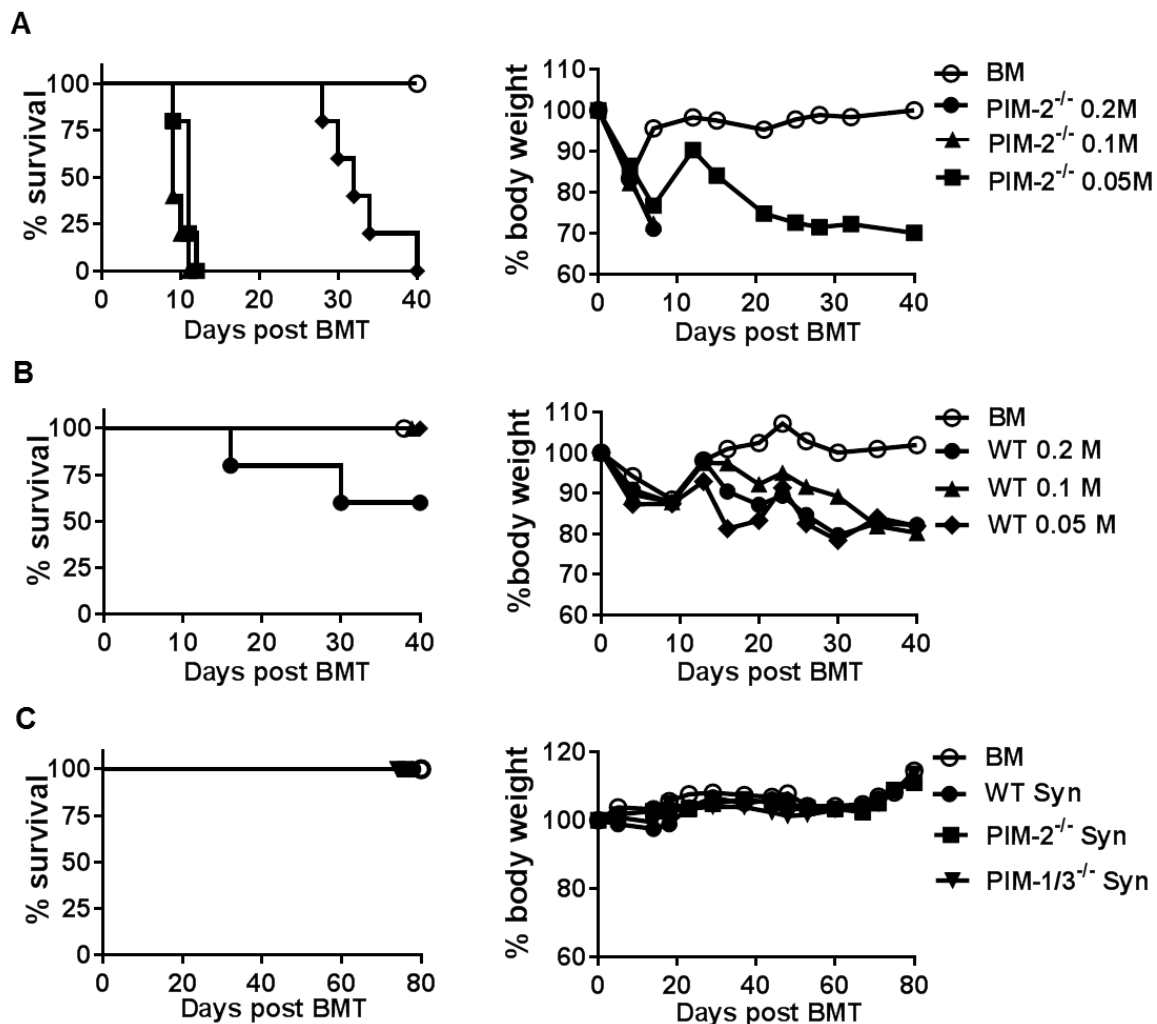 A
% survival
100
75
50
25
0
0 10 20 30 40
Days post BMT
% body weight
110
100
90
80
70
60
0 10 20 30 40
Days post BMT
BM
PIM-2-/- 0.2M
PIM-2-/- 0.1M
PIM-2-/- 0.05M
B
% survival
100
75
50
25
0
0 10 20 30 40
Days post BMT
%body weight
110
100
90
80
70
60
0 10 20 30 40
Days post BMT
BM
WT 0.2 M
WT 0.1 M
WT 0.05 M
C
% survival
100
75
50
25
0
0 20 40 60 80
Days post BMT
% body weight
120
100
80
60
0 20 40 60 80
Days post BMT
BM
WT Syn
PIM-2-/- Syn
PIM-1/3-/- Syn